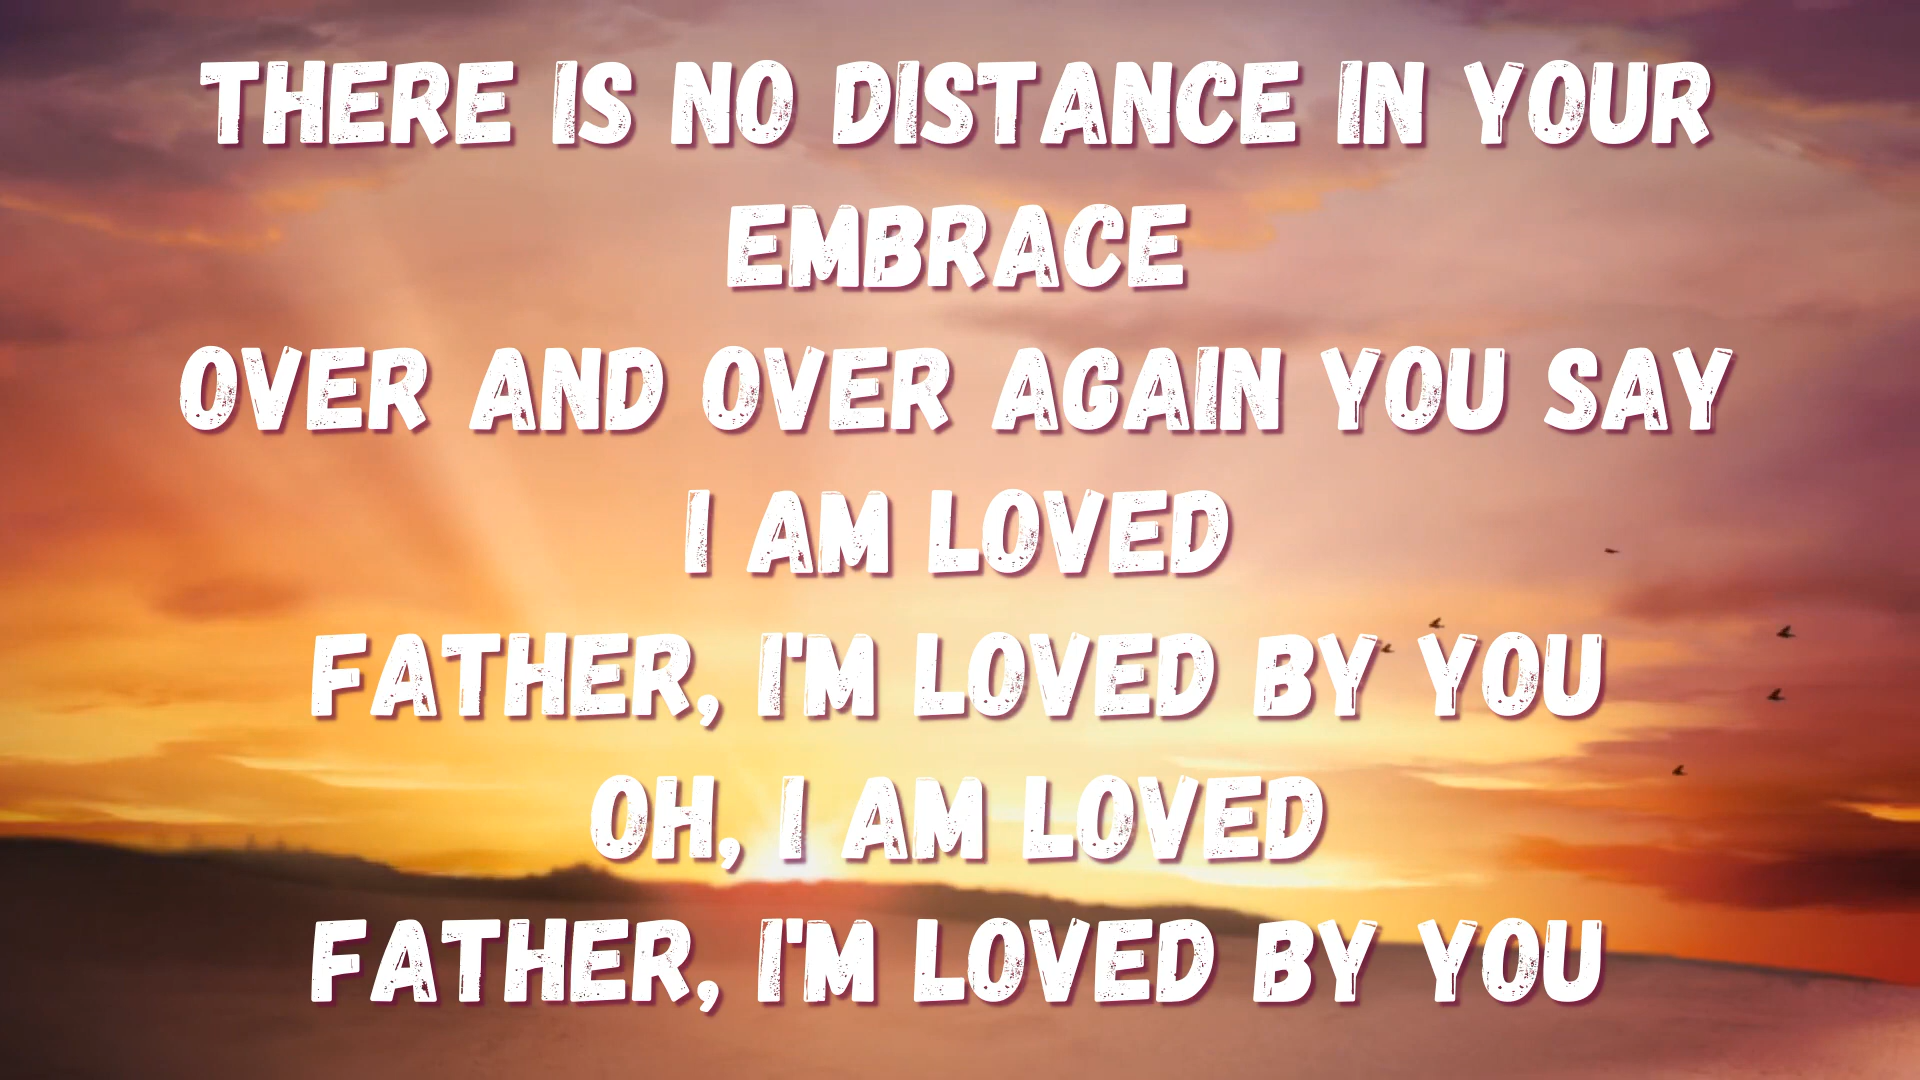 THERE IS NO DISTANCE IN YOUR
EMBRACE
OVER AND OVER AGAIN YOU SAY
I AM LOVED
FATHER, I'M LOVED BY YOU
OH, I AM LOVED
FATHER, I'M LOVED BY YOU